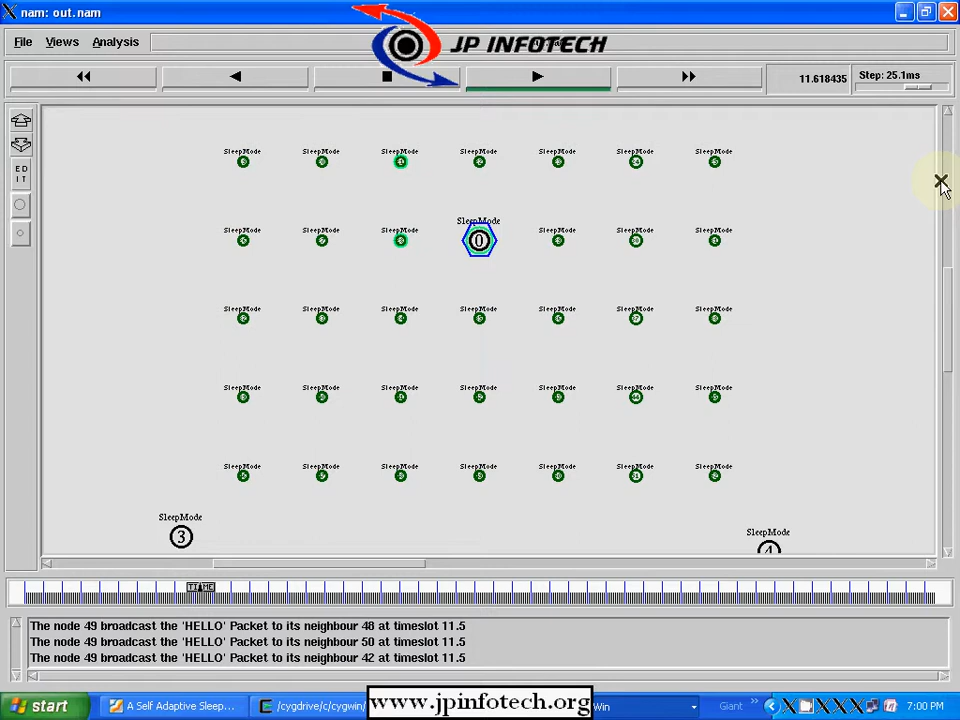 nam: out.nam
File Views Analysis
JP INFOTECH
11.618435
Step: 25.1ms
SleepMode SleepMode SleepMode SleepMode SleepMode SleepMode SleepMode
ED
IT
SleepMode
0
SleepMode SleepMode SleepMode SleepMode SleepMode SleepMode
SleepMode SleepMode SleepMode SleepMode SleepMode SleepMode SleepMode
SleepMode SleepMode SleepMode SleepMode SleepMode SleepMode SleepMode
SleepMode SleepMode SleepMode SleepMode SleepMode SleepMode SleepMode
SleepMode
3
SleepMode
4
TIME
The node 49 broadcast the 'HELLO' Packet to its neighbour 48 at timeslot 11.5
The node 49 broadcast the 'HELLO' Packet to its neighbour 50 at timeslot 11.5
The node 49 broadcast the 'HELLO' Packet to its neighbour 42 at timeslot 11.5
start
A Self Adaptive Sleep...
/cygdrive/c/cygwin/
Win
Giant
7:00 PM
www.jpinfotech.org